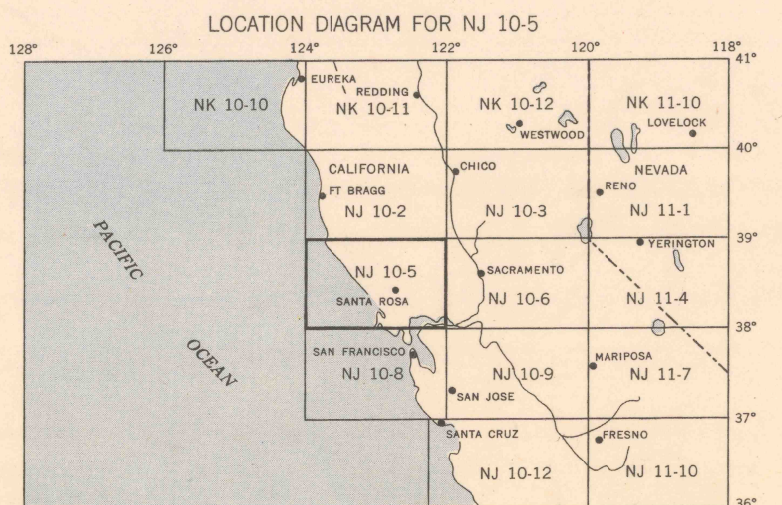 LOCATION DIAGRAM FOR NJ 10-5
128° 126° 124° 122° 120° 118°
41°
EUREKA
REDDING
NK 10-10
NK 10-11
NK 10-12
NK 11-10
LOVELOCK
WESTWOOD
40°
CALIFORNIA
CHICO
NEVADA
FT BRAGG
RENO
NJ 10-2
NJ 10-3
NJ 11-1
39°
PACIFIC
YERINGTON
NJ 10-5
SACRAMENTO
SANTA ROSA
NJ 10-6
NJ 11-4
38°
OCEAN
SAN FRANCISCO
MARIPOSA
NJ 10-8
NJ 10-9
NJ 11-7
SAN JOSE
37°
SANTA CRUZ
FRESNO
NJ 10-12
NJ 11-10
36°